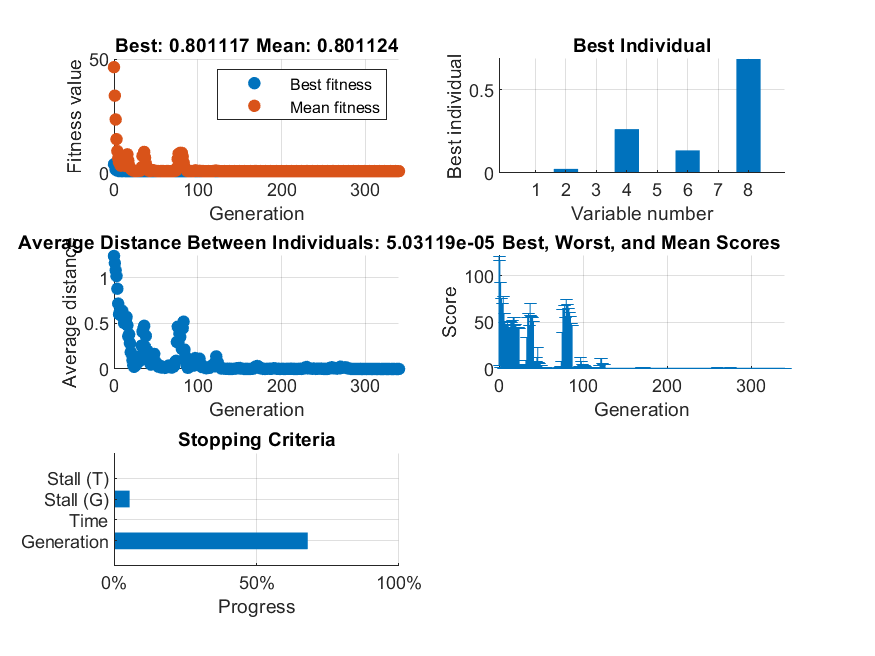 Best: 0.801117 Mean: 0.801124
Fitness value
50
0
Best fitness
Mean fitness
0 100 200 300
Generation
Best Individual
Best individual
0.5
0
1 2 3 4 5 6 7 8
Variable number
Average Distance Between Individuals: 5.03119e-05
Average distance
1
0.5
0
0 100 200 300
Generation
Best, Worst, and Mean Scores
Score
100
50
0
0 100 200 300
Generation
Stopping Criteria
Stall (T)
Stall (G)
Time
Generation
0% 50% 100%
Progress